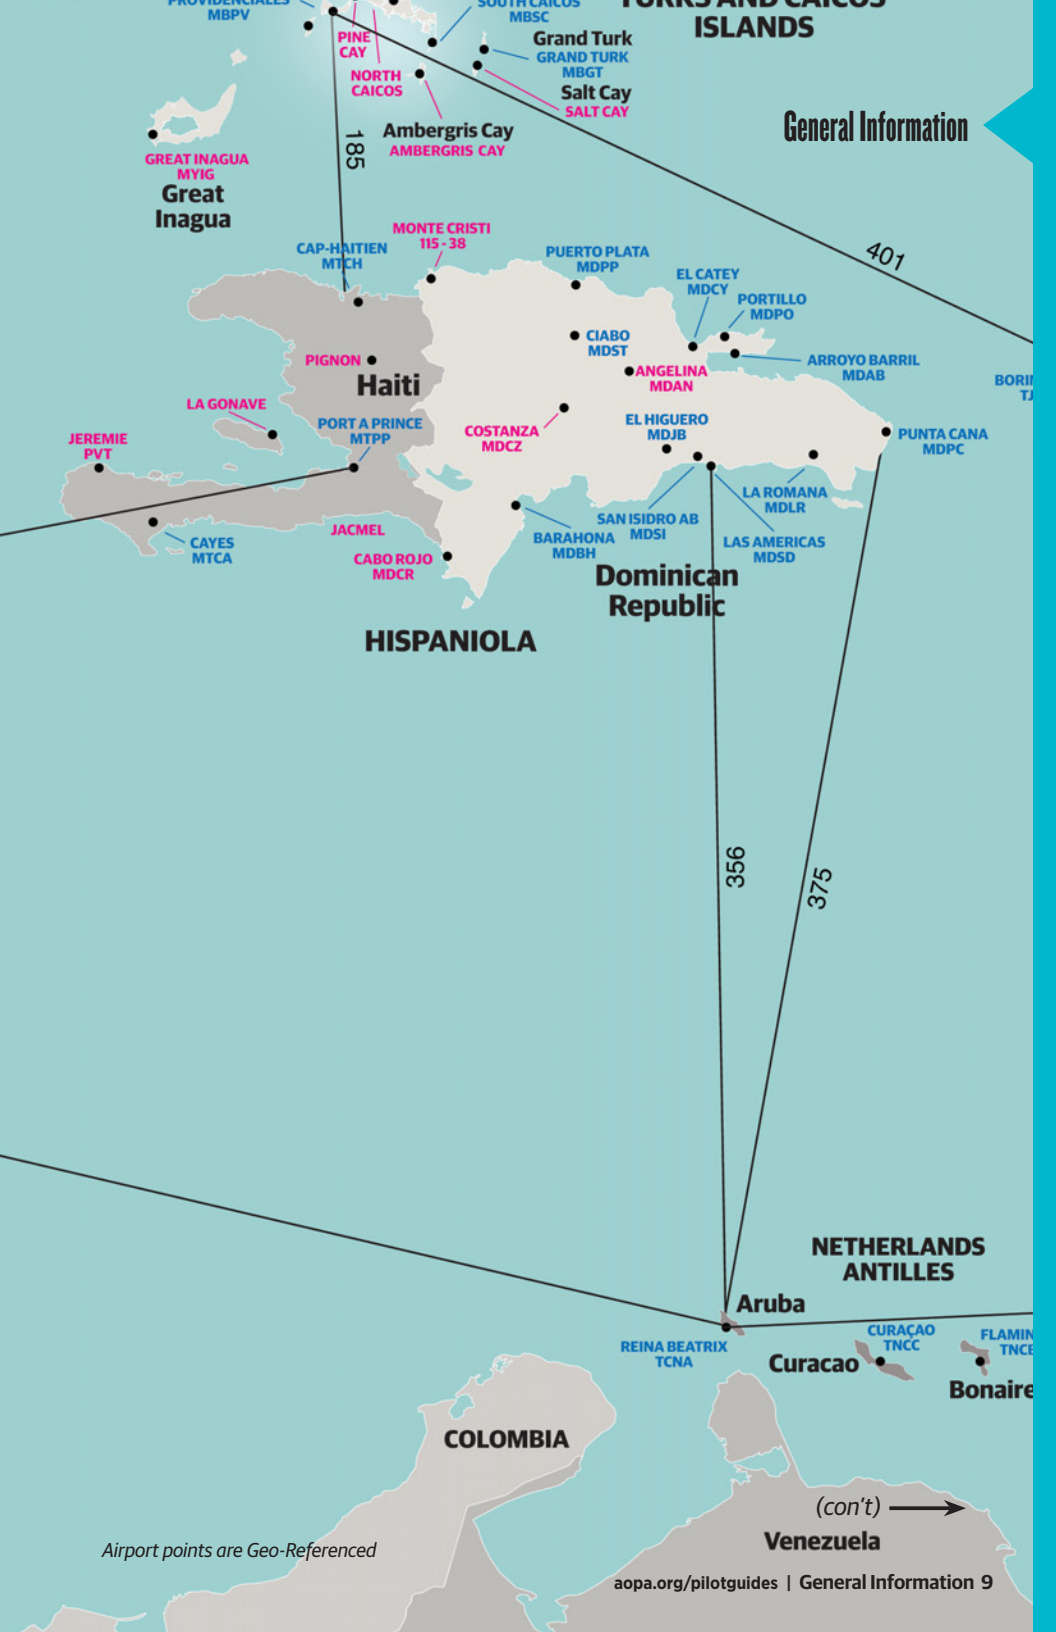 PROVIDENCIALES
MBPV
SOUTH CAICOS
MBSC
TURKS AND CAICOS
ISLANDS
PINE
CAY
NORTH
CAICOS
Grand Turk
GRAND TURK
MBGT
Salt Cay
SALT CAY
Ambergris Cay
AMBERGRIS CAY
General Information
GREAT INAGUA
MYIG
Great
Inagua
185
401
CAP-HAITIEN
MTCH
MONTE CRISTI
115 - 38
PUERTO PLATA
MDPP
EL CATEY
MDCY
PORTILLO
MDPO
CIABO
MDST
ARROYO BARRIL
MDAB
PIGNON
ANGELINA
MDAN
Haiti
LA GONAVE
PORT A PRINCE
MTPP
COSTANZA
MDCZ
EL HIGUERO
MDJB
PUNTA CANA
MDPC
JEREMIE
PVT
LA ROMANA
MDLR
SAN ISIDRO AB
MDSI
JACMEL
CAYES
MTCA
BARAHONA
MDBH
LAS AMERICAS
MDSD
CABO ROJO
MDCR
Dominican
Republic
HISPANIOLA
356
375
NETHERLANDS
ANTILLES
Aruba
REINA BEATRIX
TCNA
CURAÇAO
TNCC
FLAMIN
TNCB
Curacao
Bonaire
COLOMBIA
(con't)
Venezuela
Airport points are Geo-Referenced
aopa.org/pilotguides | General Information 9